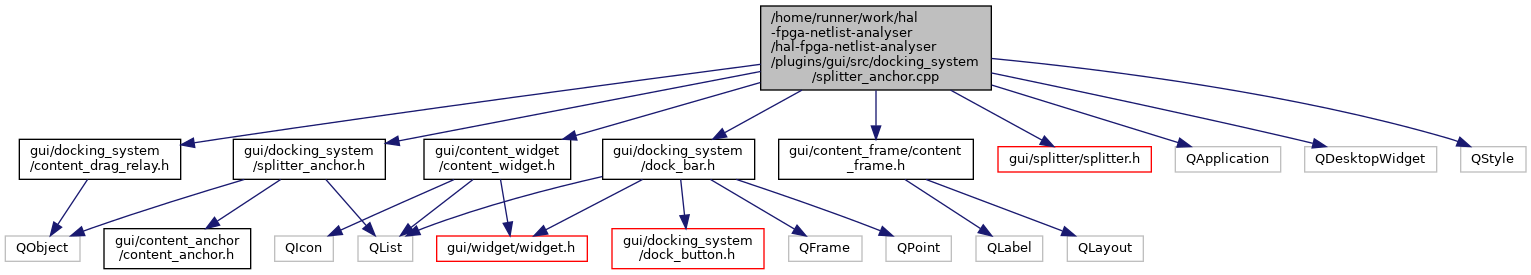 /home/runner/work/hal
-fpga-netlist-analyser
/hal-fpga-netlist-analyser
/plugins/gui/src/docking_system
/splitter_anchor.cpp
gui/docking_system
/content_drag_relay.h
gui/docking_system
/splitter_anchor.h
gui/content_widget
/content_widget.h
gui/docking_system
/dock_bar.h
gui/content_frame/content
_frame.h
gui/splitter/splitter.h
QApplication
QDesktopWidget
QStyle
QObject
gui/content_anchor
/content_anchor.h
QIcon
QList
gui/widget/widget.h
gui/docking_system
/dock_button.h
QFrame
QPoint
QLabel
QLayout